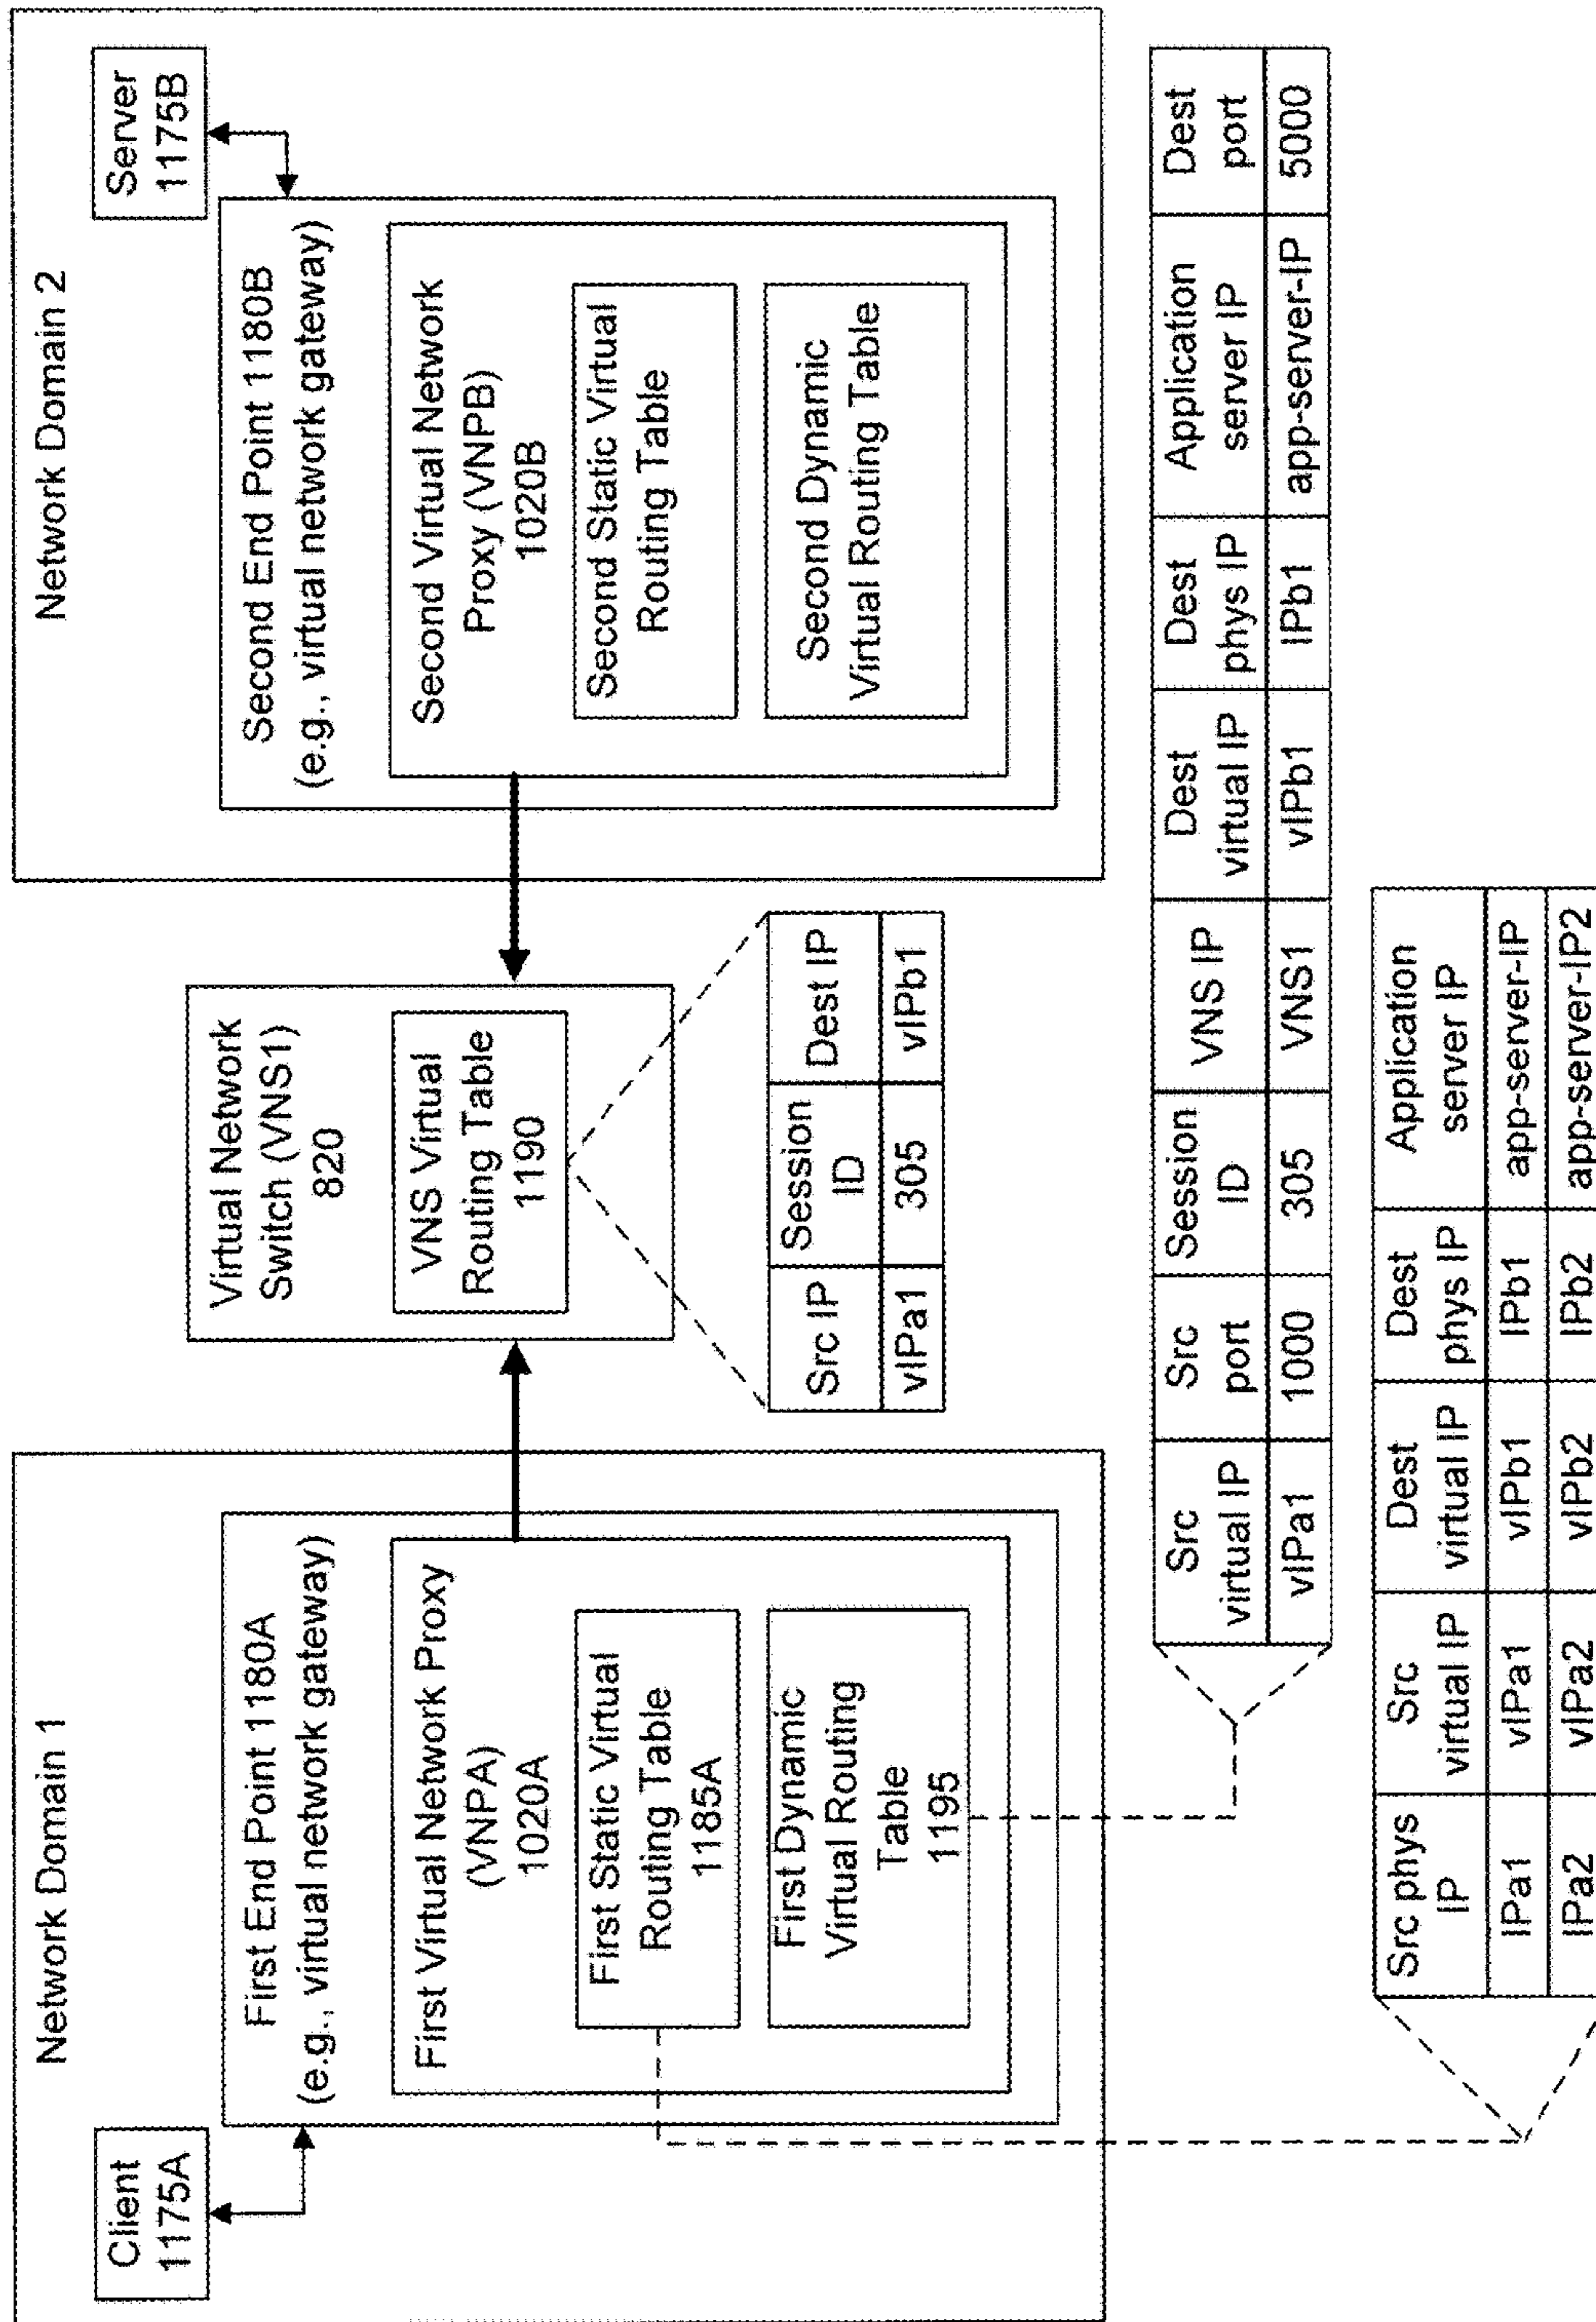 Network Domain 1
Client
1175A
First End Point 1180A
(e.g., virtual network gateway)
First Virtual Network Proxy
(VNPA)
1020A
First Static Virtual
Routing Table
1185A
First Dynamic
Virtual Routing
Table
1195
Virtual Network
Switch (VNS1)
820
VNS Virtual
Routing Table
1190
Src IP Session ID Dest IP
vIPa1 305 vIPb1
Network Domain 2
Server
1175B
Second End Point 1180B
(e.g., virtual network gateway)
Second Virtual Network
Proxy (VNPB)
1020B
Second Static Virtual
Routing Table
Second Dynamic
Virtual Routing Table
Src virtual IP Src port Session ID VNS IP Dest virtual IP Dest phys IP Application server IP Dest port
vIPa1 1000 305 VNS1 vIPb1 IPb1 app-server-IP 5000
Src phys IP Src virtual IP Dest virtual IP Dest phys IP Application server IP
IPa1 vIPa1 vIPb1 IPb1 app-server-IP
IPa2 vIPa2 vIPb2 IPb2 app-server-IP2